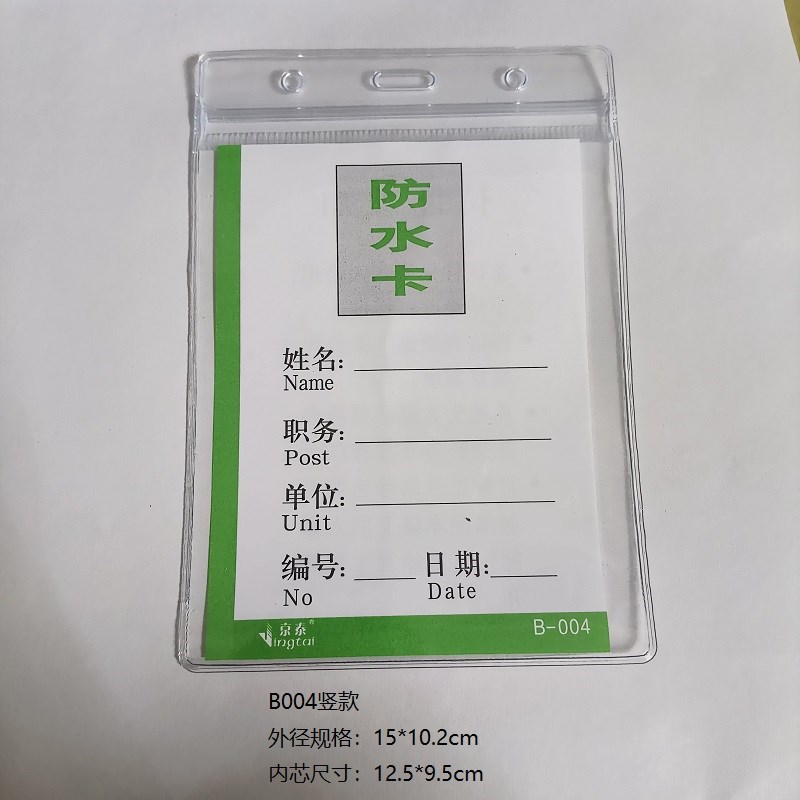 防
水
卡
姓名:
Name
职务:
Post
单位:
Unit
编号: 日期:
No Date
京泰®
Jingtai
B-004
B004竖款
外径规格：15*10.2cm
内芯尺寸：12.5*9.5cm